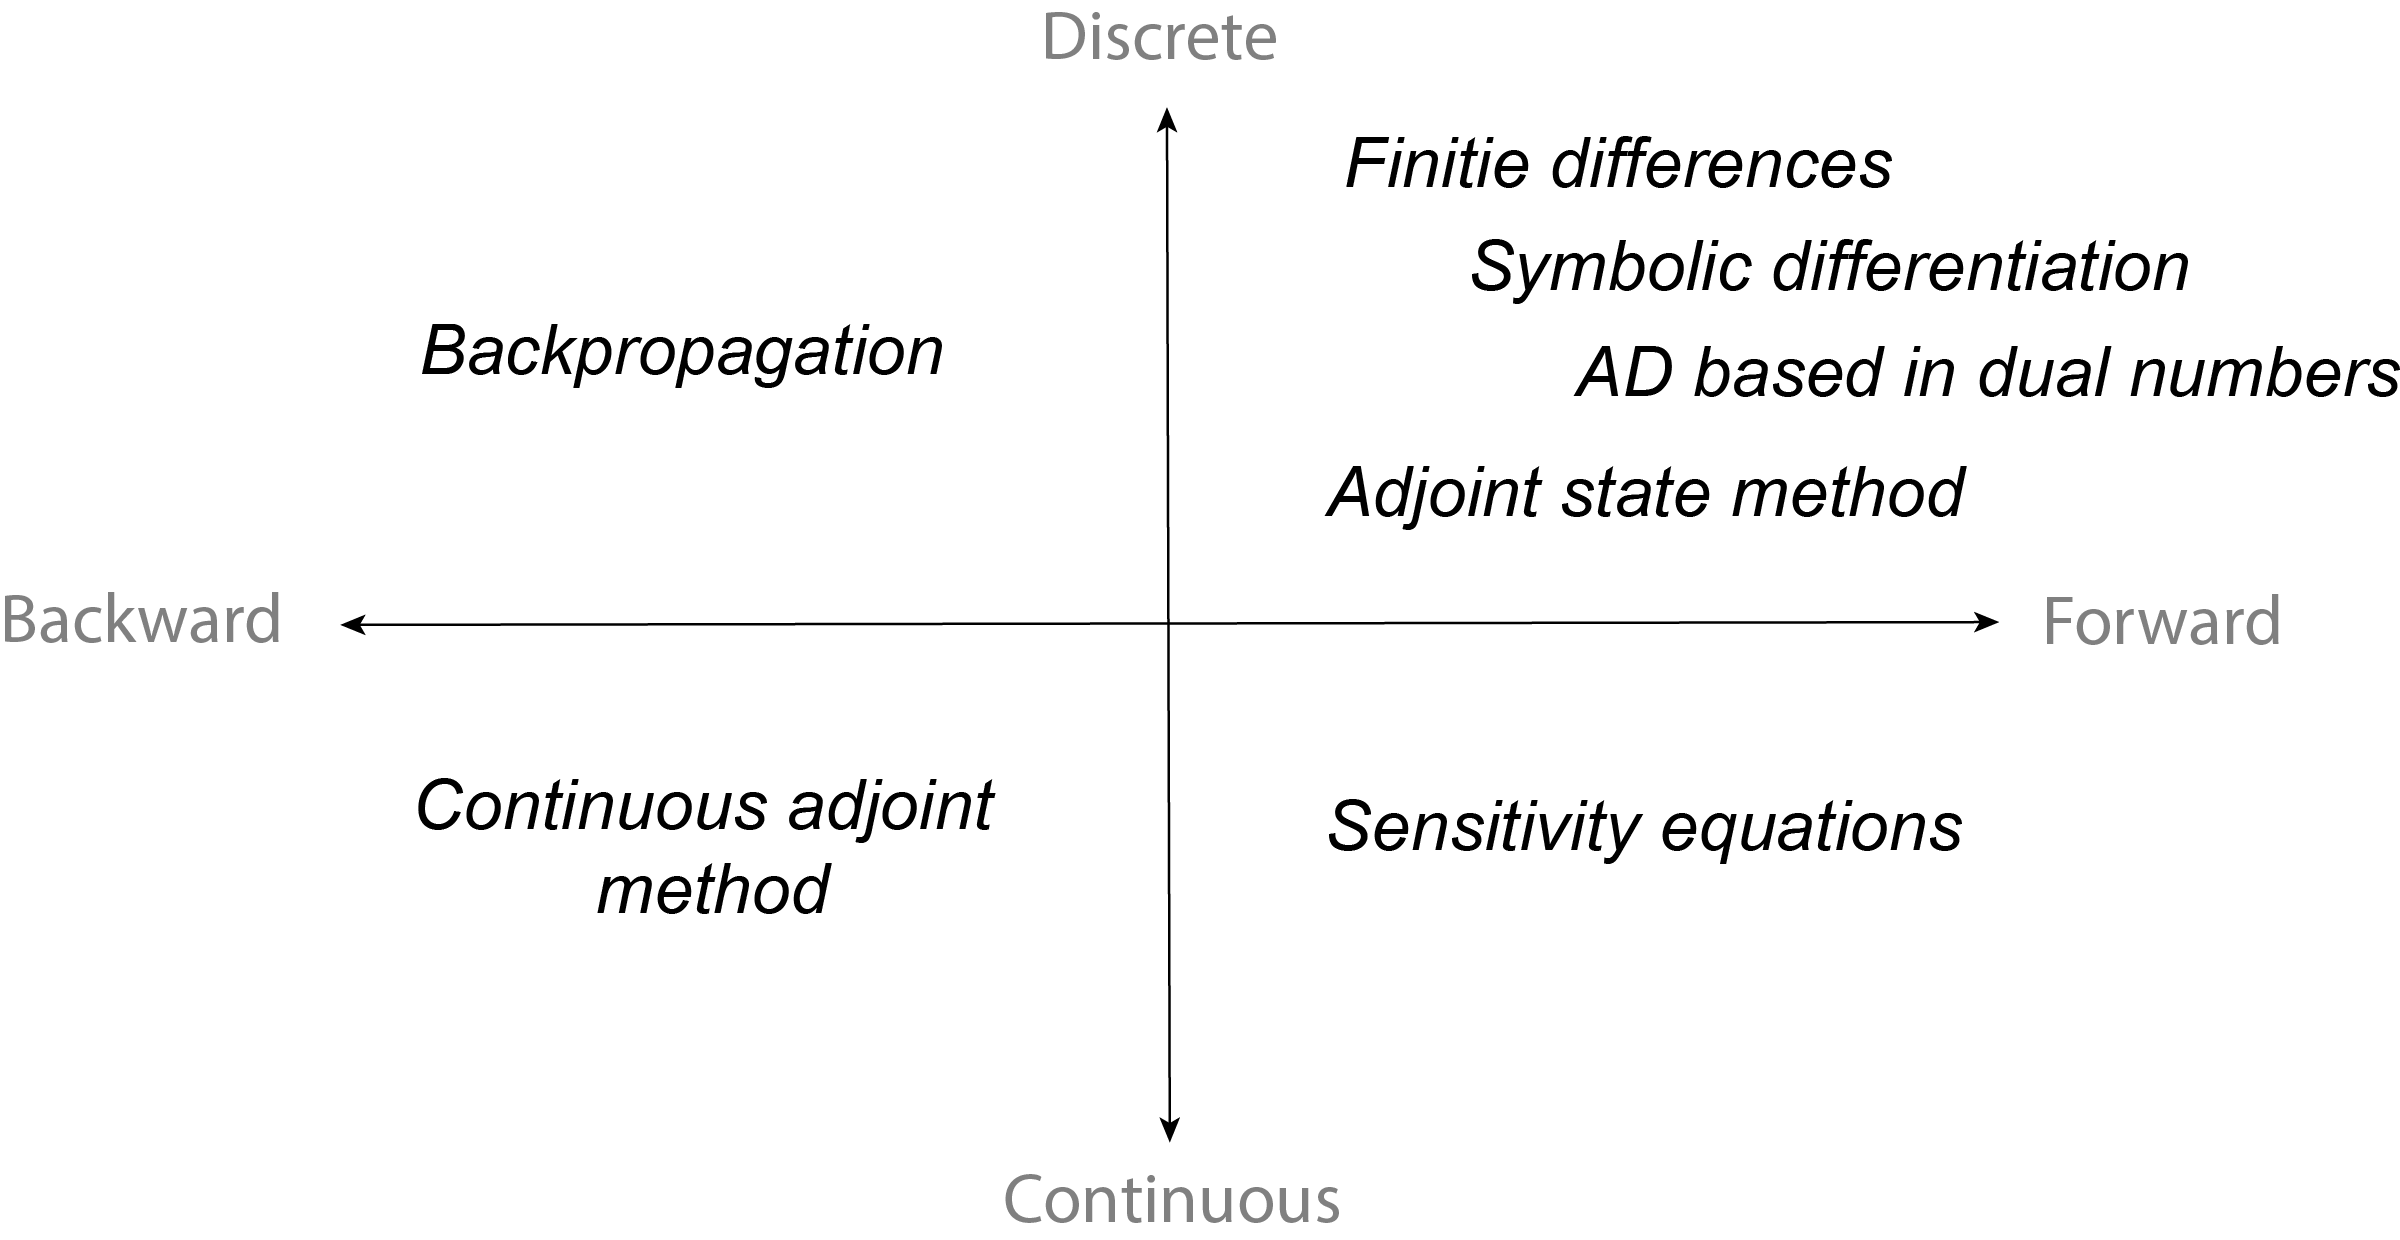 Discrete
Finitie differences
Symbolic differentiation
Backpropagation
AD based in dual numbers
Adjoint state method
Backward
Forward
Continuous adjoint
method
Sensitivity equations
Continuous